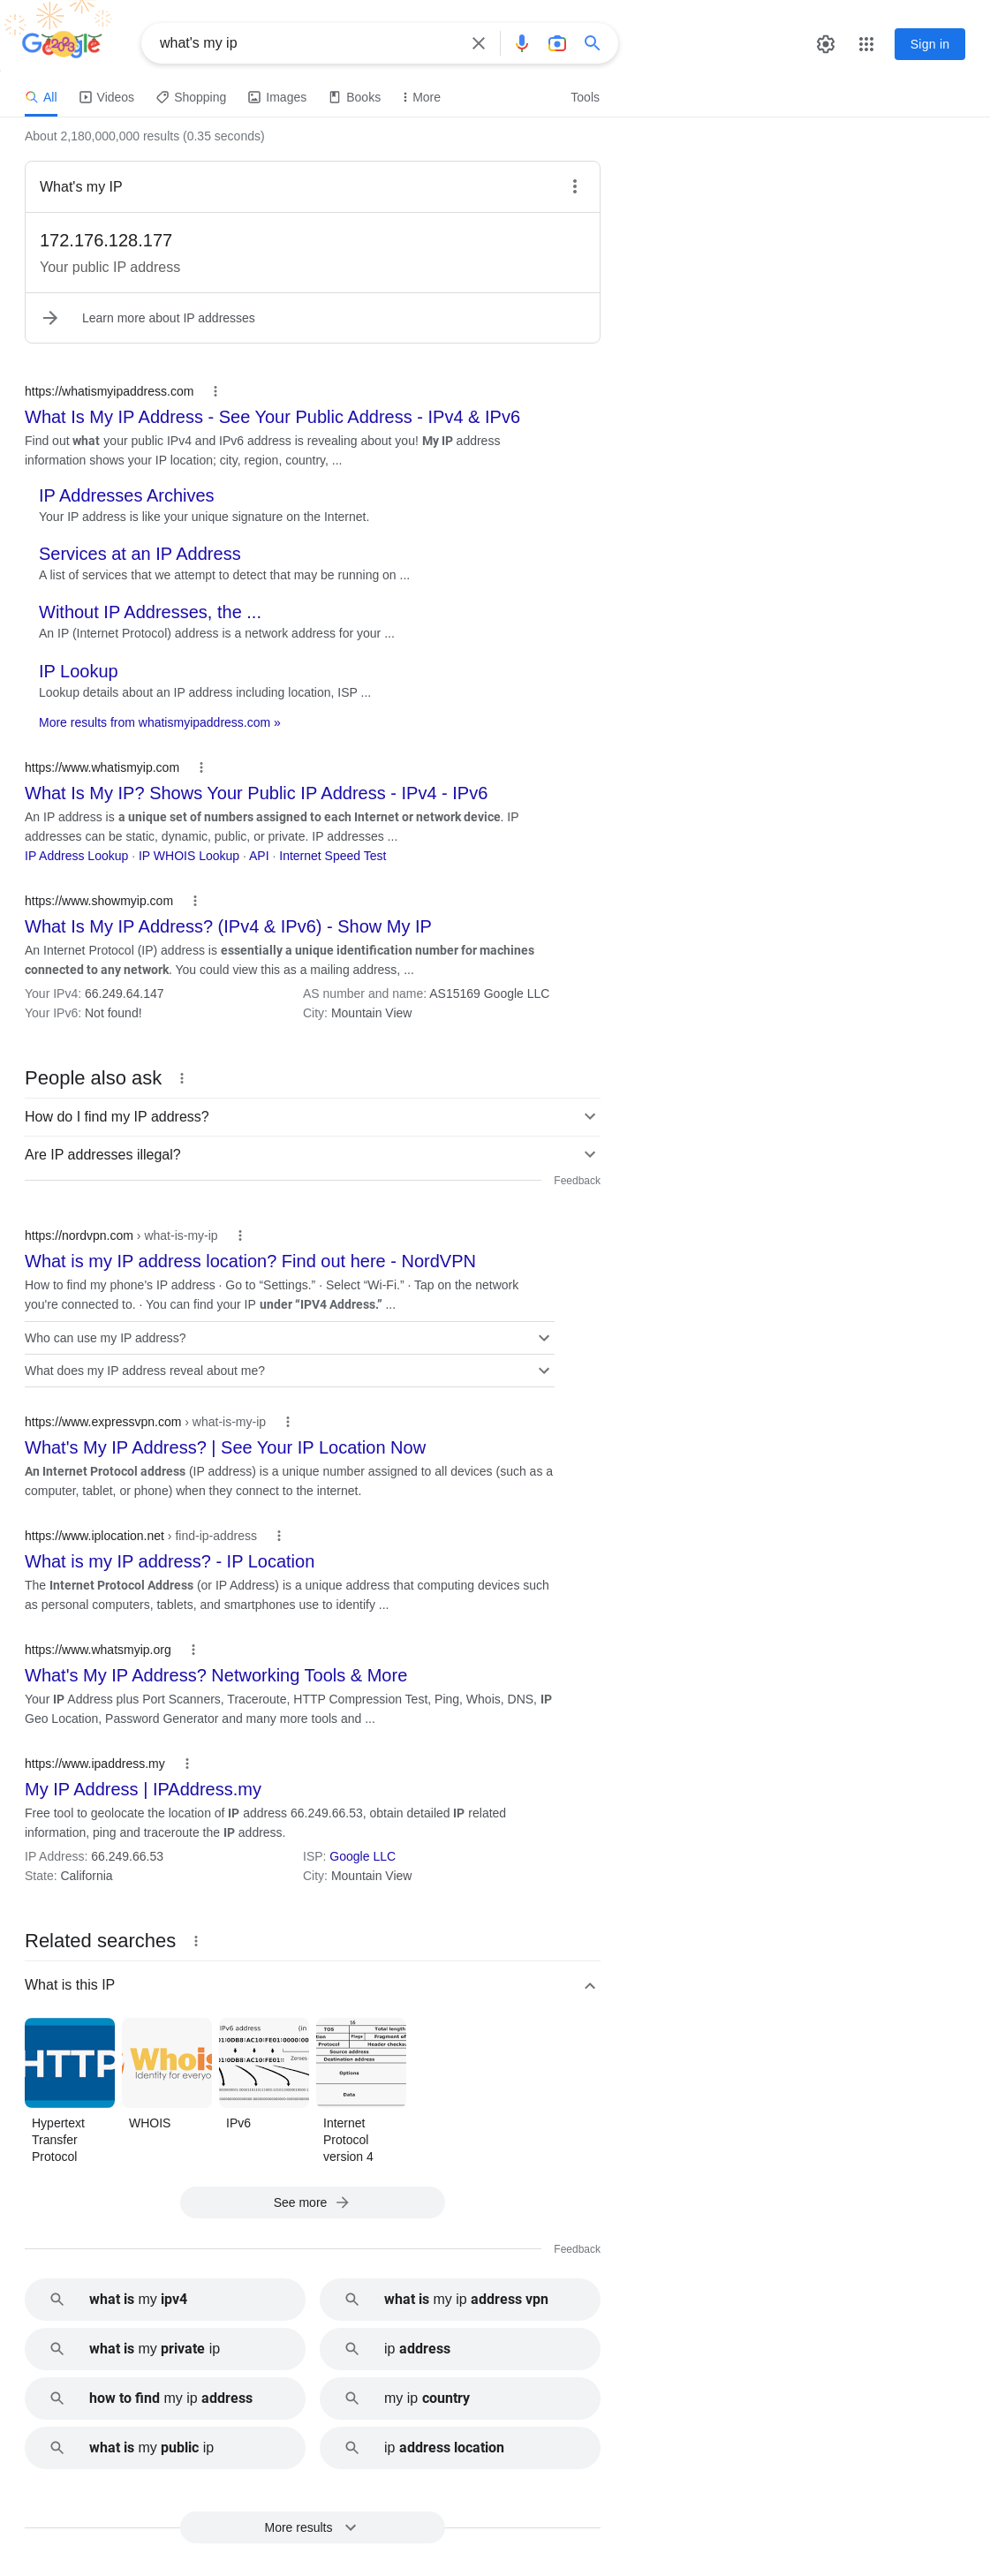 Google
what's my ip
Sign in
All
Videos
Shopping
Images
Books
More
Tools
About 2,180,000,000 results (0.35 seconds)
What's my IP
172.176.128.177
Your public IP address
Learn more about IP addresses
https://whatismyipaddress.com
What Is My IP Address - See Your Public Address - IPv4 & IPv6
Find out what your public IPv4 and IPv6 address is revealing about you! My IP address
information shows your IP location; city, region, country, ...
IP Addresses Archives
Your IP address is like your unique signature on the Internet.
Services at an IP Address
A list of services that we attempt to detect that may be running on ...
Without IP Addresses, the ...
An IP (Internet Protocol) address is a network address for your ...
IP Lookup
Lookup details about an IP address including location, ISP ...
More results from whatismyipaddress.com »
https://www.whatismyip.com
What Is My IP? Shows Your Public IP Address - IPv4 - IPv6
An IP address is a unique set of numbers assigned to each Internet or network device. IP
addresses can be static, dynamic, public, or private. IP addresses ...
IP Address Lookup · IP WHOIS Lookup · API · Internet Speed Test
https://www.showmyip.com
What Is My IP Address? (IPv4 & IPv6) - Show My IP
An Internet Protocol (IP) address is essentially a unique identification number for machines
connected to any network. You could view this as a mailing address, ...
Your IPv4: 66.249.64.147 AS number and name: AS15169 Google LLC
Your IPv6: Not found! City: Mountain View
People also ask
How do I find my IP address?
Are IP addresses illegal?
Feedback
https://nordvpn.com › what-is-my-ip
What is my IP address location? Find out here - NordVPN
How to find my phone's IP address · Go to “Settings.” · Select “Wi-Fi.” · Tap on the network
you're connected to. · You can find your IP under “IPV4 Address.” ...
Who can use my IP address?
What does my IP address reveal about me?
https://www.expressvpn.com › what-is-my-ip
What's My IP Address? | See Your IP Location Now
An Internet Protocol address (IP address) is a unique number assigned to all devices (such as a
computer, tablet, or phone) when they connect to the internet.
https://www.iplocation.net › find-ip-address
What is my IP address? - IP Location
The Internet Protocol Address (or IP Address) is a unique address that computing devices such
as personal computers, tablets, and smartphones use to identify ...
https://www.whatsmyip.org
What's My IP Address? Networking Tools & More
Your IP Address plus Port Scanners, Traceroute, HTTP Compression Test, Ping, Whois, DNS, IP
Geo Location, Password Generator and many more tools and ...
https://www.ipaddress.my
My IP Address | IPAddress.my
Free tool to geolocate the location of IP address 66.249.66.53, obtain detailed IP related
information, ping and traceroute the IP address.
IP Address: 66.249.66.53 ISP: Google LLC
State: California City: Mountain View
Related searches
What is this IP
HTTP
Whois
Identity for everyo
IPv6 address (in
Zeroes
16
TOS Total length
tion Flags Fragment of
Protocol Header checksu
Source address
Destination address
Options
Data
Hypertext
Transfer
Protocol
WHOIS
IPv6
Internet
Protocol
version 4
See more
Feedback
what is my ipv4
what is my ip address vpn
what is my private ip
ip address
how to find my ip address
my ip country
what is my public ip
ip address location
More results